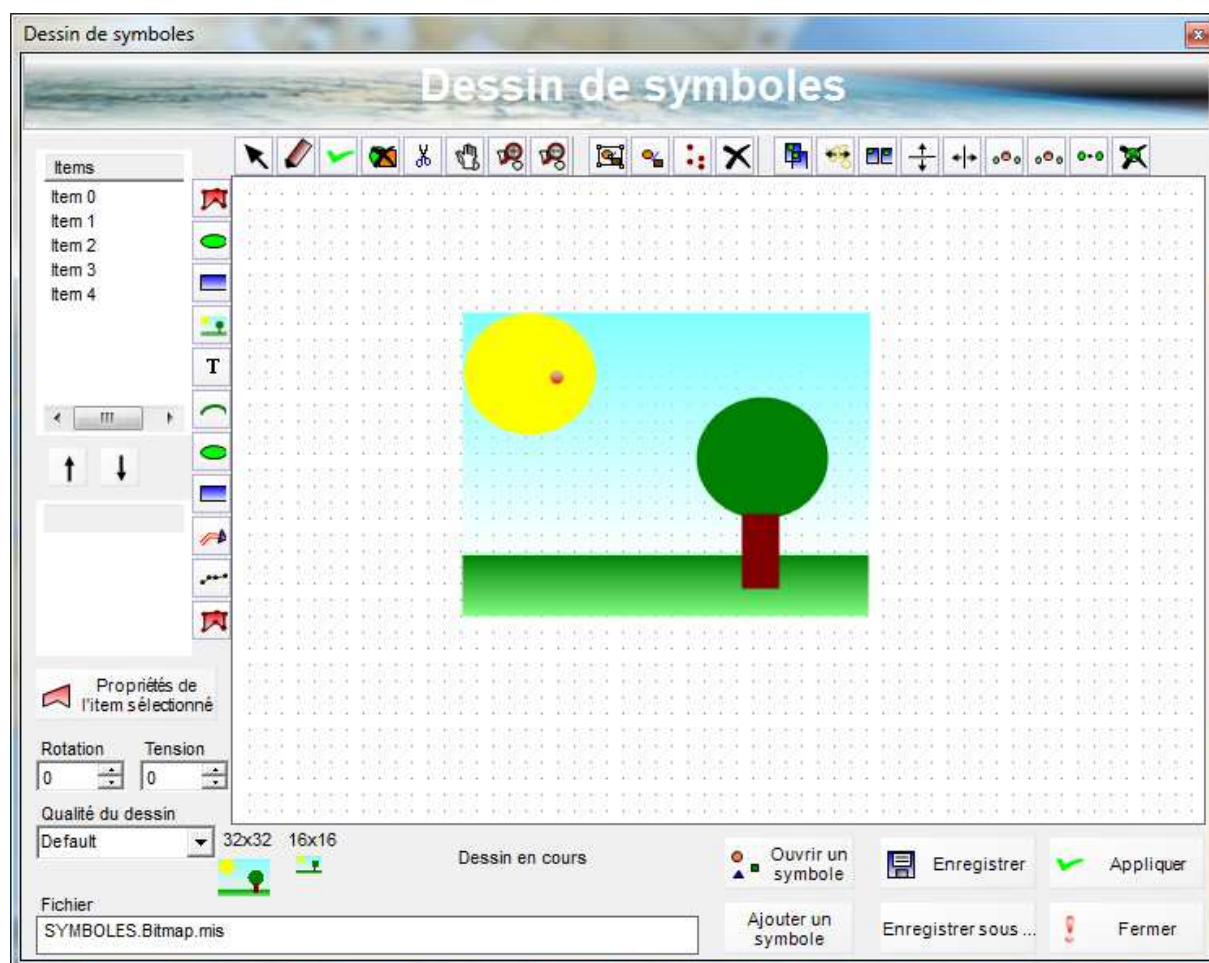 Dessin de symboles
Dessin de symboles
Items
Item 0
Item 1
Item 2
Item 3
Item 4
T
Propriétés de
l'item sélectionné
Rotation Tension
0 0
Qualité du dessin
Default
32x32 16x16
Dessin en cours
Ouvrir un
symbole
Enregistrer
Appliquer
Fichier
SYMBOLES.Bitmap.mis
Ajouter un
symbole
Enregistrer sous ...
Fermer